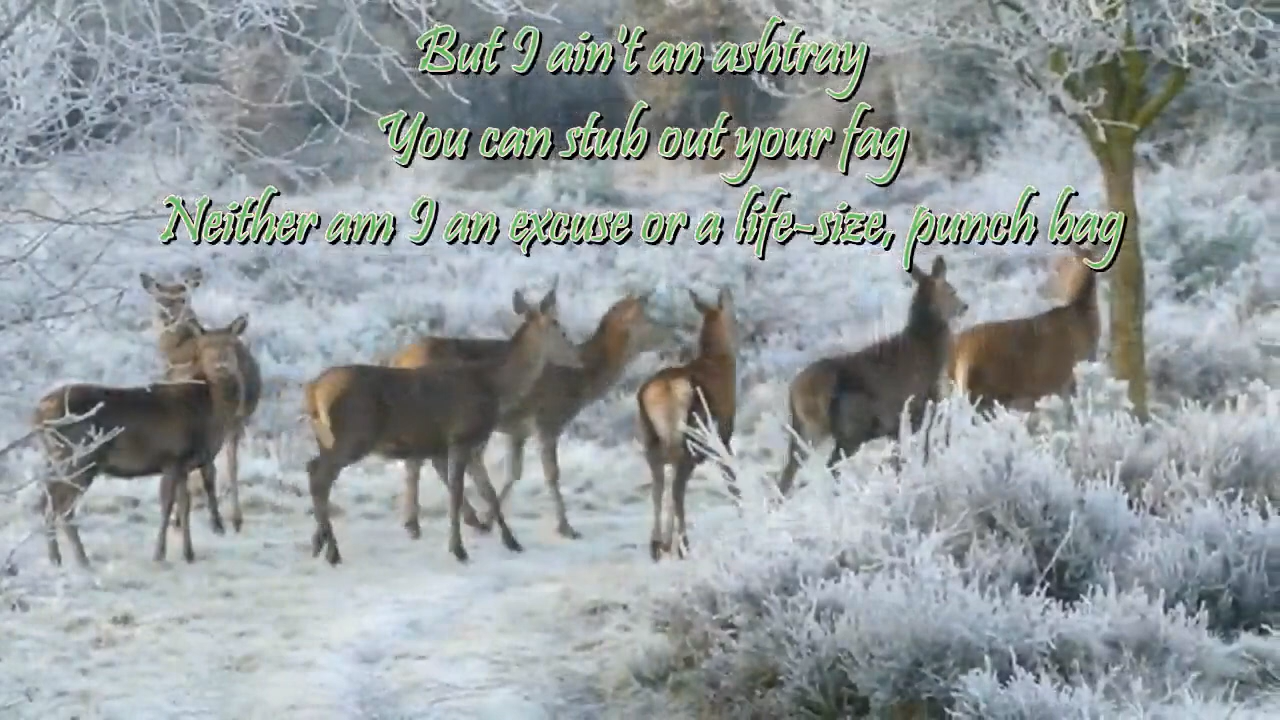 But I ain't an ashtray
You can stub out your fag
Neither am I an excuse or a life-size, punch bag